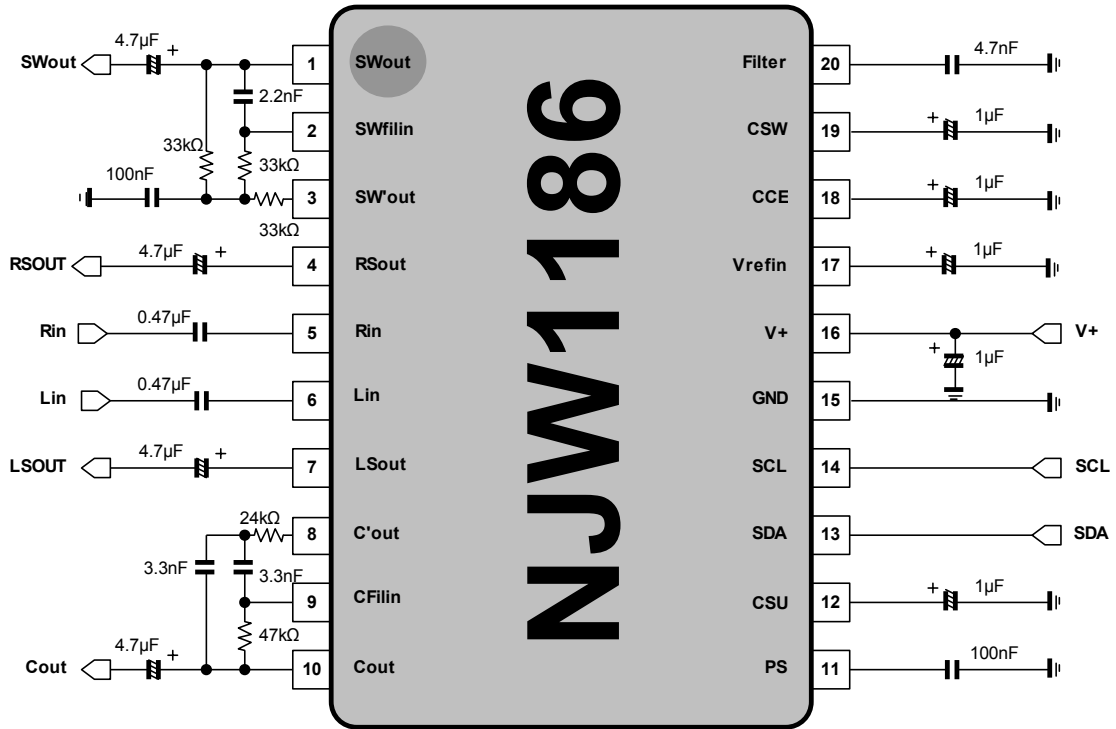 4.7µF + 1 SWout Filter 20 4.7nF
SWout
2.2nF
2 SWfilin CSW 19 + 1µF
33kΩ 33kΩ
100nF
3 SW'out CCE 18 + 1µF
33kΩ
RSOUT 4.7µF + 4 RSout Vrefin 17 + 1µF
Rin 0.47µF 5 Rin V+ 16 V+
+ 1µF
Lin 0.47µF 6 Lin GND 15
LSOUT 4.7µF + 7 LSout SCL 14 SCL
24kΩ
8 C'out SDA 13 SDA
3.3nF 3.3nF
9 CFilin CSU 12 + 1µF
47kΩ
Cout 4.7µF + 10 Cout PS 11 100nF
NJW1186